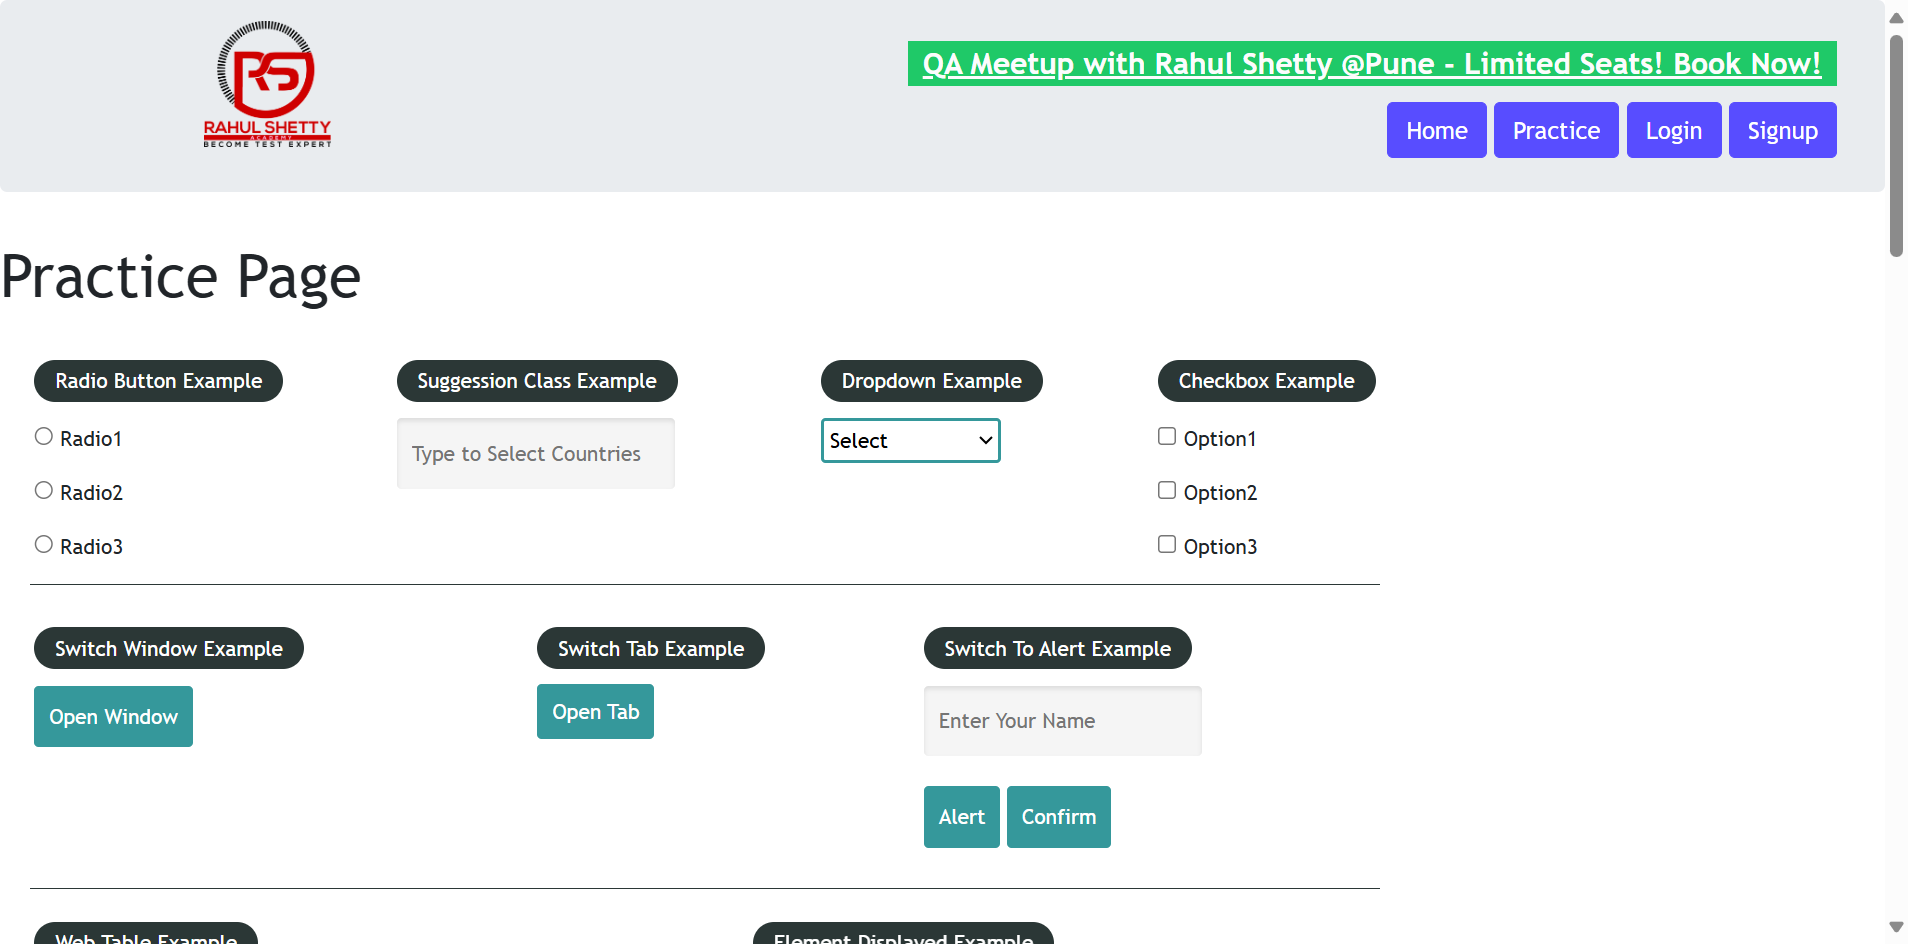 RAHUL SHETTY
ACADEMY
BECOME TEST EXPERT
QA Meetup with Rahul Shetty @Pune - Limited Seats! Book Now!
Home Practice Login Signup
Practice Page
Radio Button Example
Radio1
Radio2
Radio3
Suggession Class Example
Type to Select Countries
Dropdown Example
Select
Checkbox Example
Option1
Option2
Option3
Switch Window Example
Open Window
Switch Tab Example
Open Tab
Switch To Alert Example
Enter Your Name
Alert Confirm
Web Table Example
Element Displayed Example